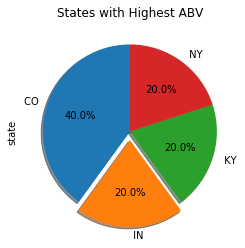 States with Highest ABV
NY
20.0%
CO
40.0%
state
20.0%
KY
20.0%
IN